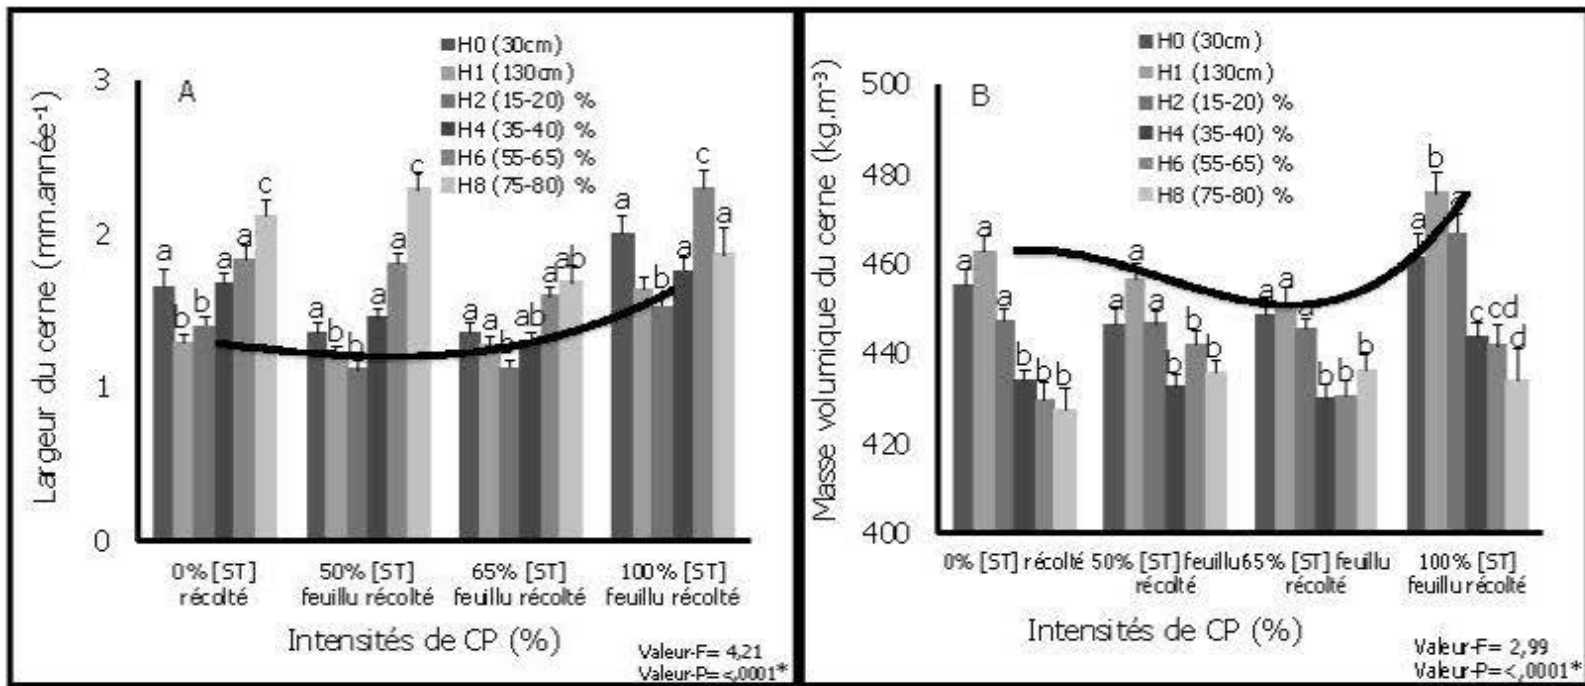 A
H0 (30cm)
H1 (130cm)
H2 (15-20) %
H4 (35-40) %
H6 (55-65) %
H8 (75-80) %
Largeur du cerne (mm.année⁻¹)
3
2
1
0
a b b a a c
a b b a a c
a a b ab a ab
a b a c a
0% [ST] récolté
50% [ST] feuillu récolté
65% [ST] feuillu récolté
100% [ST] feuillu récolté
Intensités de CP (%)
Valeur-F= 4,21
Valeur-P=<,0001*
B
H0 (30cm)
H1 (130cm)
H2 (15-20) %
H4 (35-40) %
H6 (55-65) %
H8 (75-80) %
Masse volumique du cerne (kg.m⁻³)
500
480
460
440
420
400
a a a b b b
a a a b b b
a a a b b b
a b a c cd d
0% [ST] récolté
50% [ST] feuillu récolté
65% [ST] feuillu récolté
100% [ST] feuillu récolté
Intensités de CP (%)
Valeur-F= 2,99
Valeur-P=<,0001*